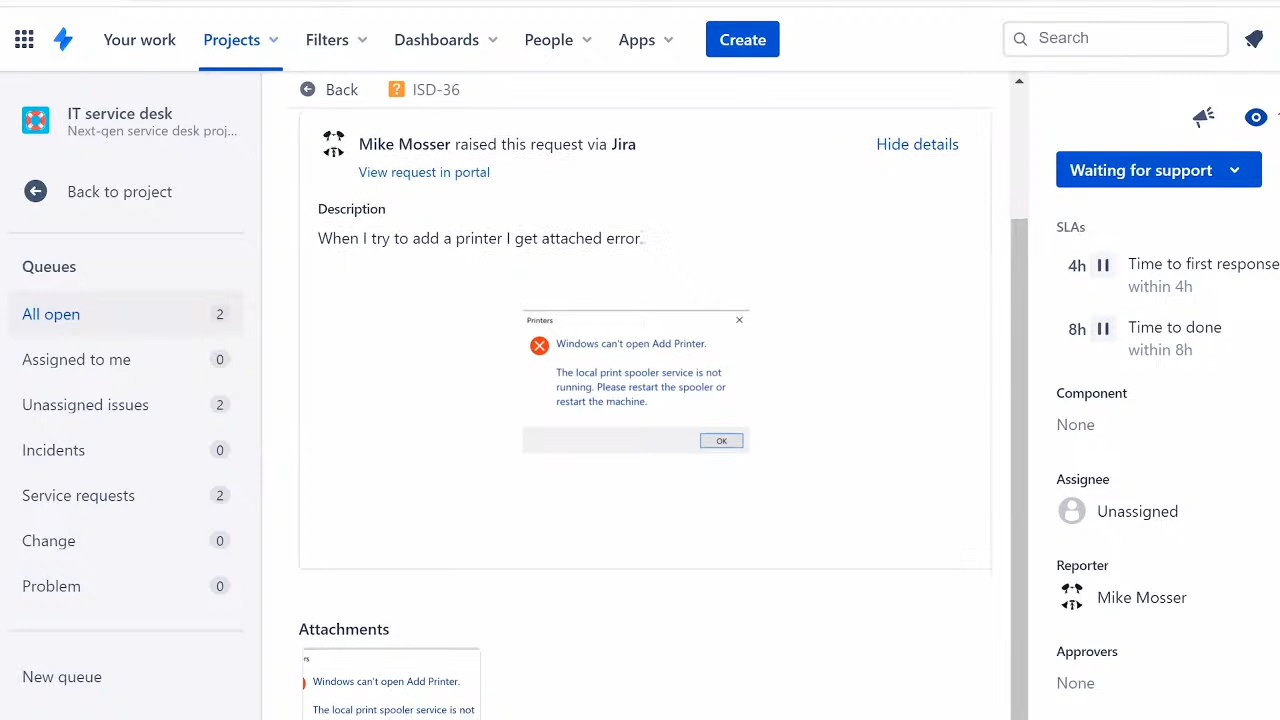 Your work
Projects
Filters
Dashboards
People
Apps
Create
Search
IT service desk
Next-gen service desk proj...
Back to project
Queues
All open 2
Assigned to me 0
Unassigned issues 2
Incidents 0
Service requests 2
Change 0
Problem 0
New queue
Back
ISD-36
Mike Mosser raised this request via Jira
Hide details
View request in portal
Description
When I try to add a printer I get attached error.
Printers
Windows can't open Add Printer.
The local print spooler service is not
running. Please restart the spooler or
restart the machine.
OK
Attachments
rs
Windows can't open Add Printer.
The local print spooler service is not
Waiting for support
SLAs
4h Time to first response
within 4h
8h Time to done
within 8h
Component
None
Assignee
Unassigned
Reporter
Mike Mosser
Approvers
None